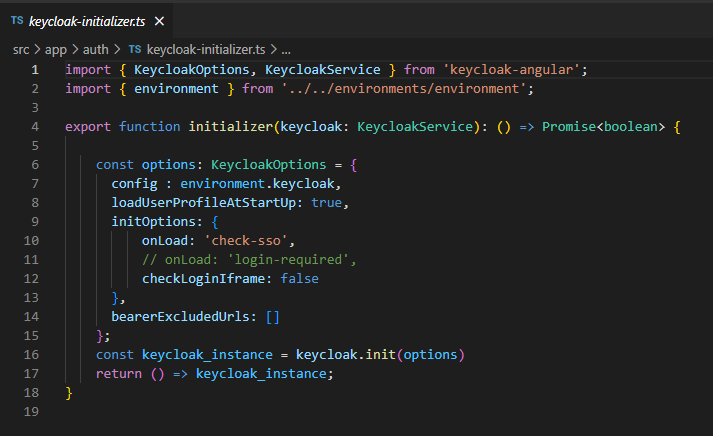 TS keycloak-initializer.ts ×
src > app > auth > TS keycloak-initializer.ts > ...
1 import { KeycloakOptions, KeycloakService } from 'keycloak-angular';
2 import { environment } from '../../environments/environment';
3
4 export function initializer(keycloak: KeycloakService): () => Promise<boolean> {
5
6     const options: KeycloakOptions = {
7       config : environment.keycloak,
8       loadUserProfileAtStartUp: true,
9       initOptions: {
10           onLoad: 'check-sso',
11           // onLoad: 'login-required',
12           checkLoginIframe: false
13       },
14       bearerExcludedUrls: []
15     };
16     const keycloak_instance = keycloak.init(options)
17     return () => keycloak_instance;
18 }
19